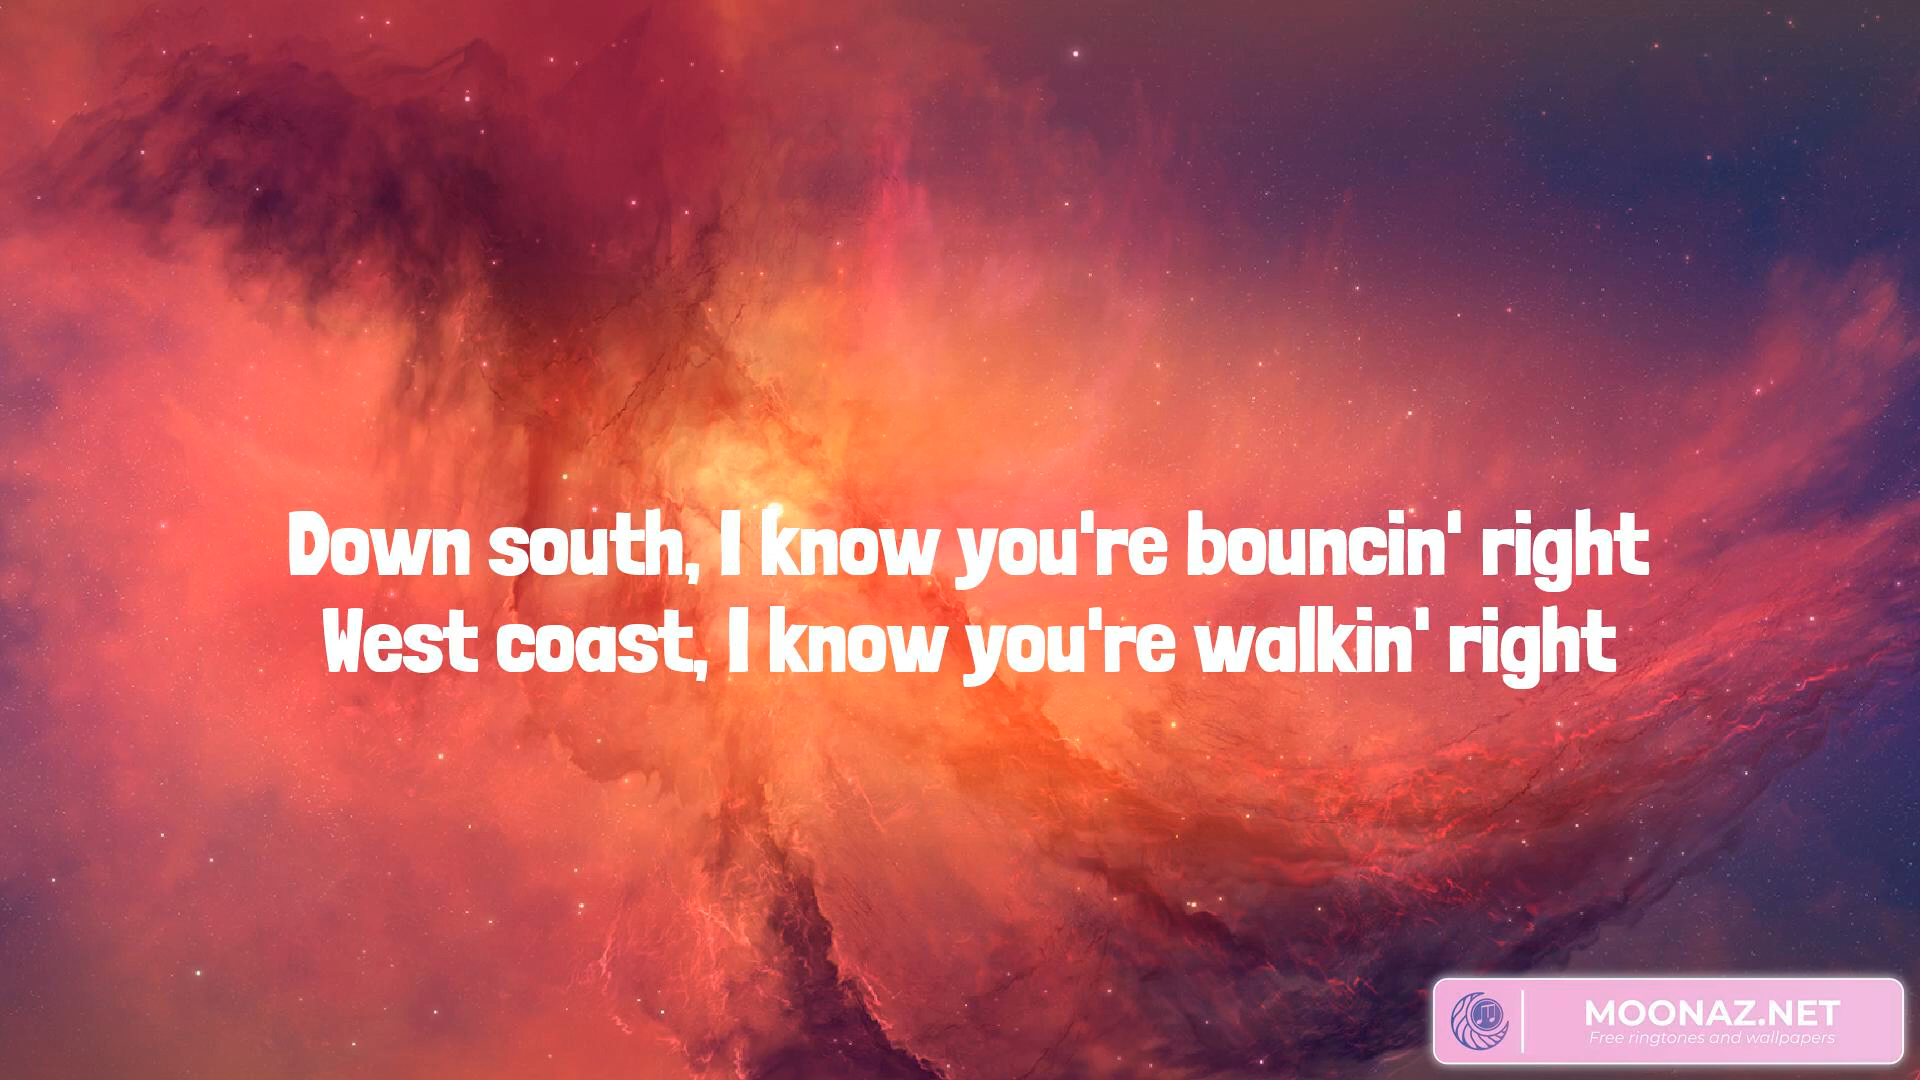 Down south, I know you're bouncin' right
West coast, I know you're walkin' right
MOONAZ.NET
Free ringtones and wallpapers